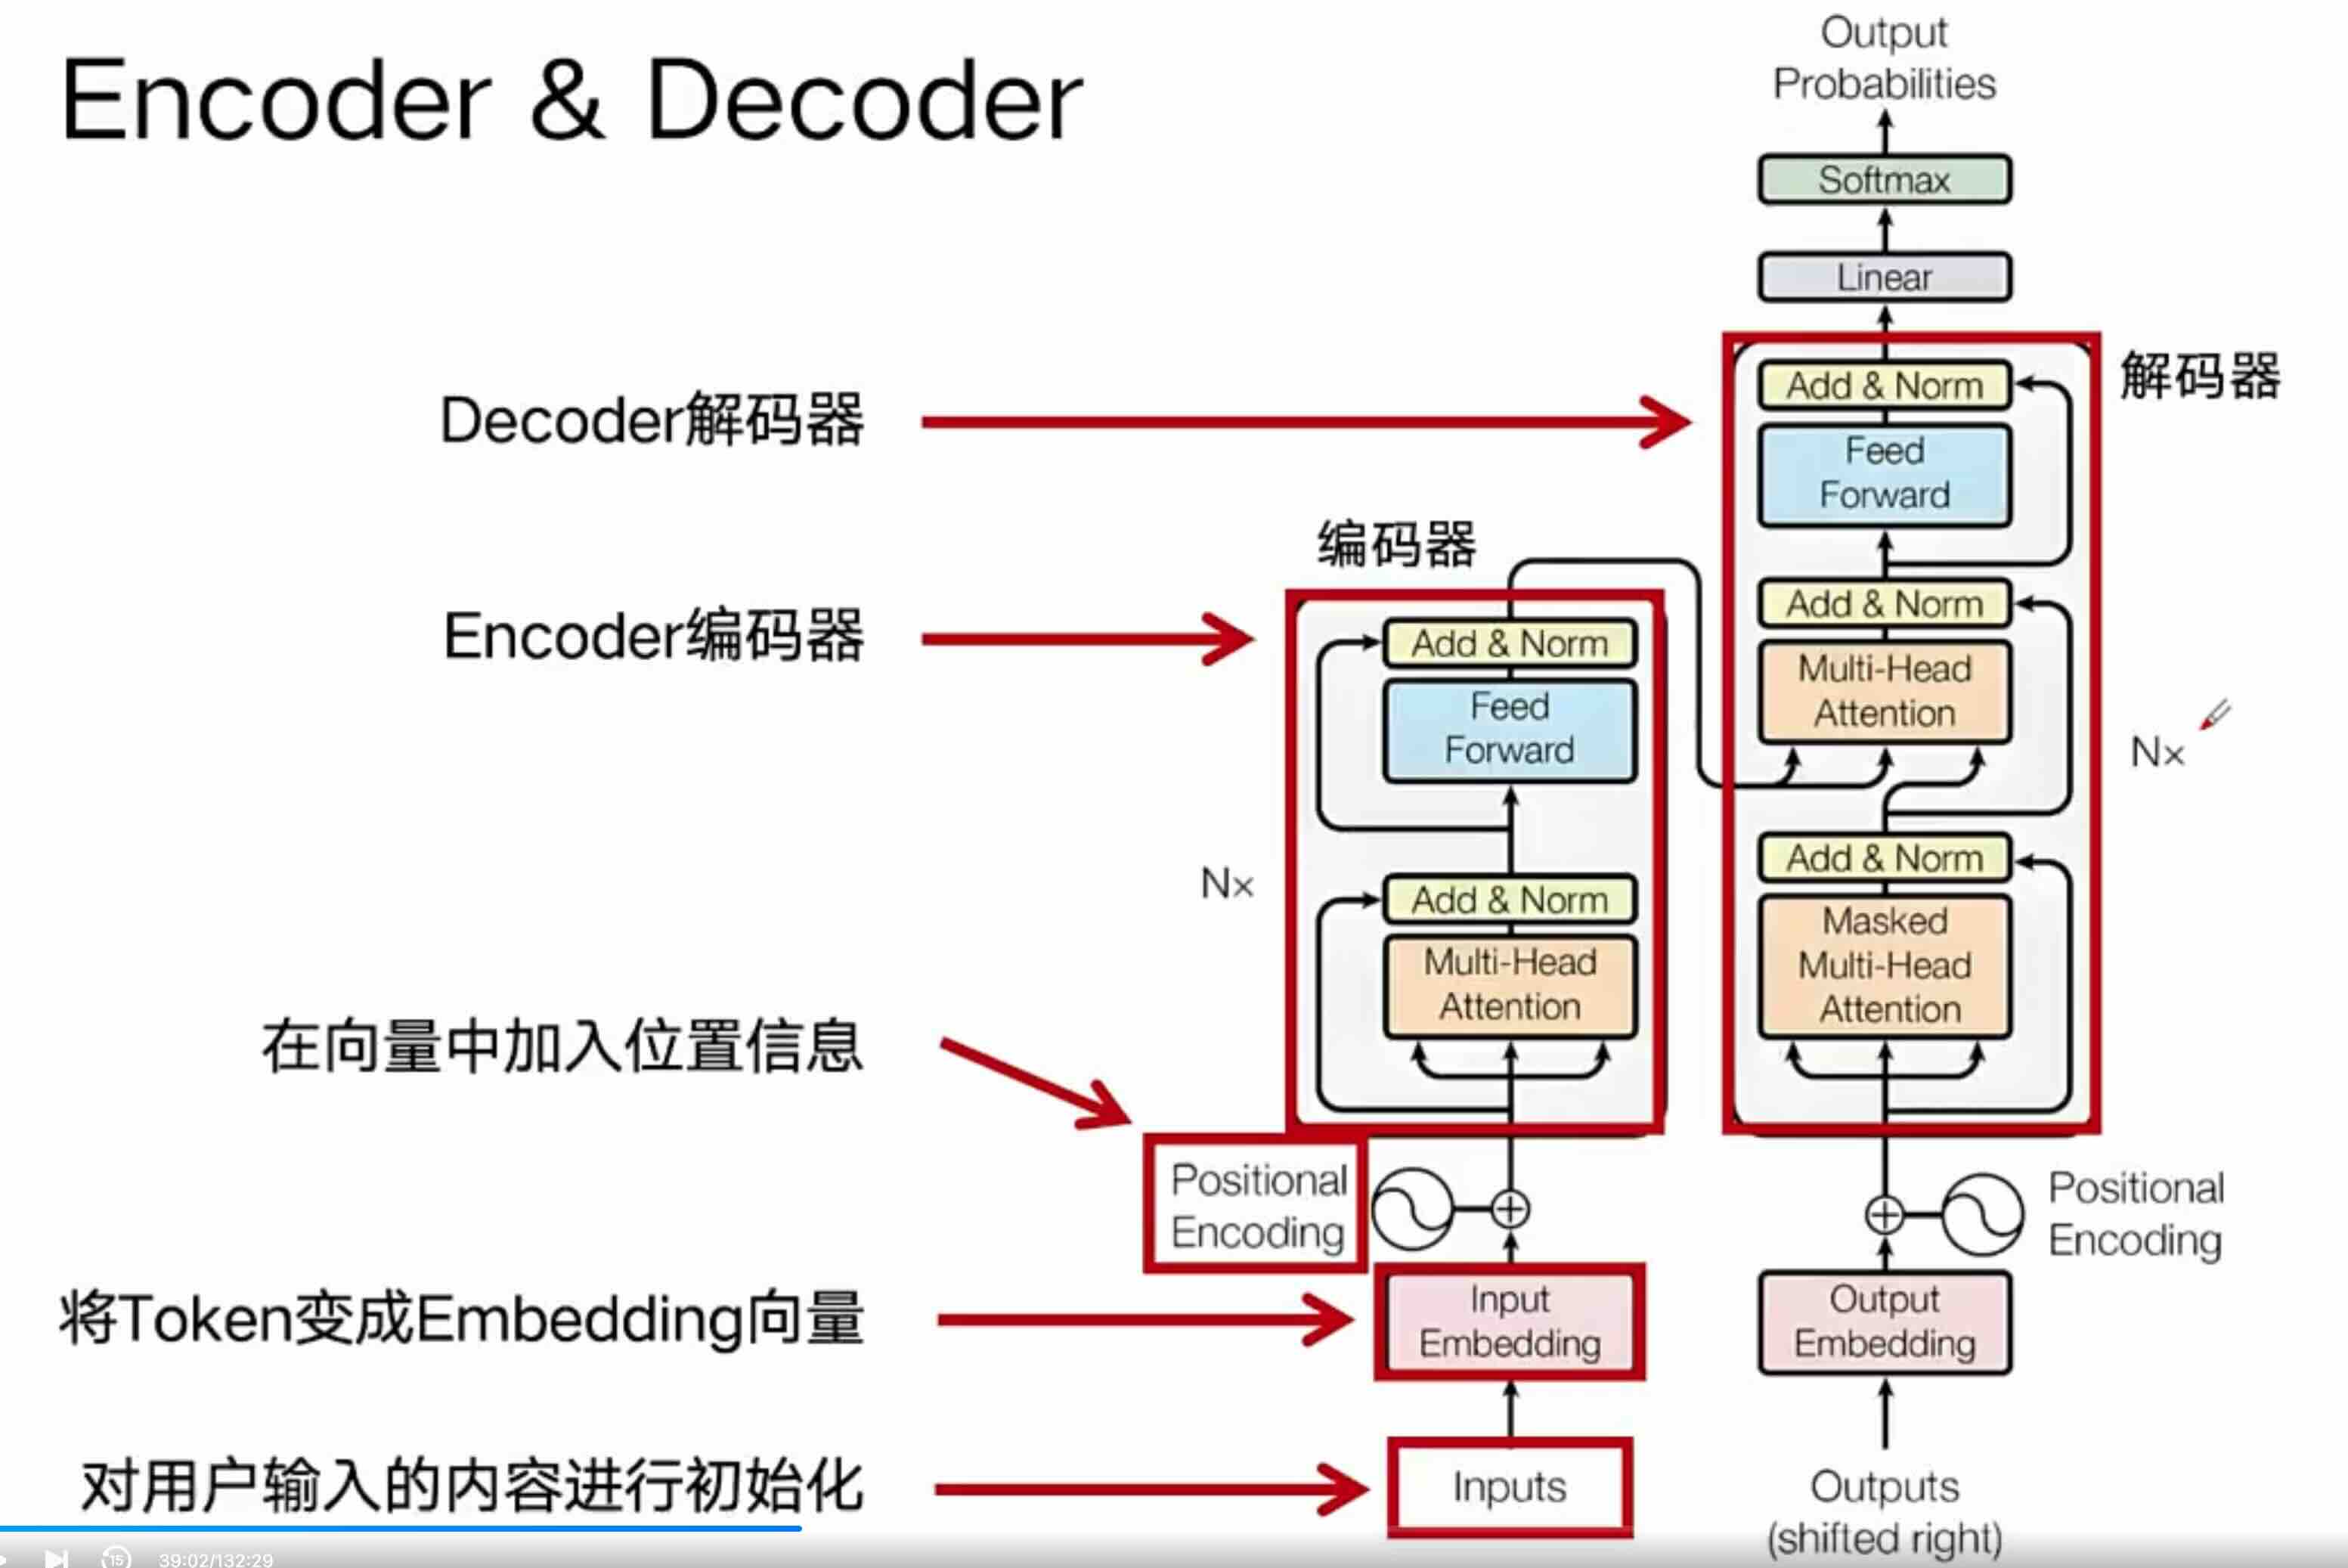 Encoder & Decoder
Decoder解码器
Encoder编码器
在向量中加入位置信息
将Token变成Embedding向量
对用户输入的内容进行初始化
Output
Probabilities
Softmax
Linear
解码器
Add & Norm
Feed
Forward
Add & Norm
Multi-Head
Attention
Nx
Add & Norm
Masked
Multi-Head
Attention
Positional
Encoding
Output
Embedding
Outputs
(shifted right)
编码器
Add & Norm
Feed
Forward
Nx
Add & Norm
Multi-Head
Attention
Positional
Encoding
Input
Embedding
Inputs
15
39:02/132:29